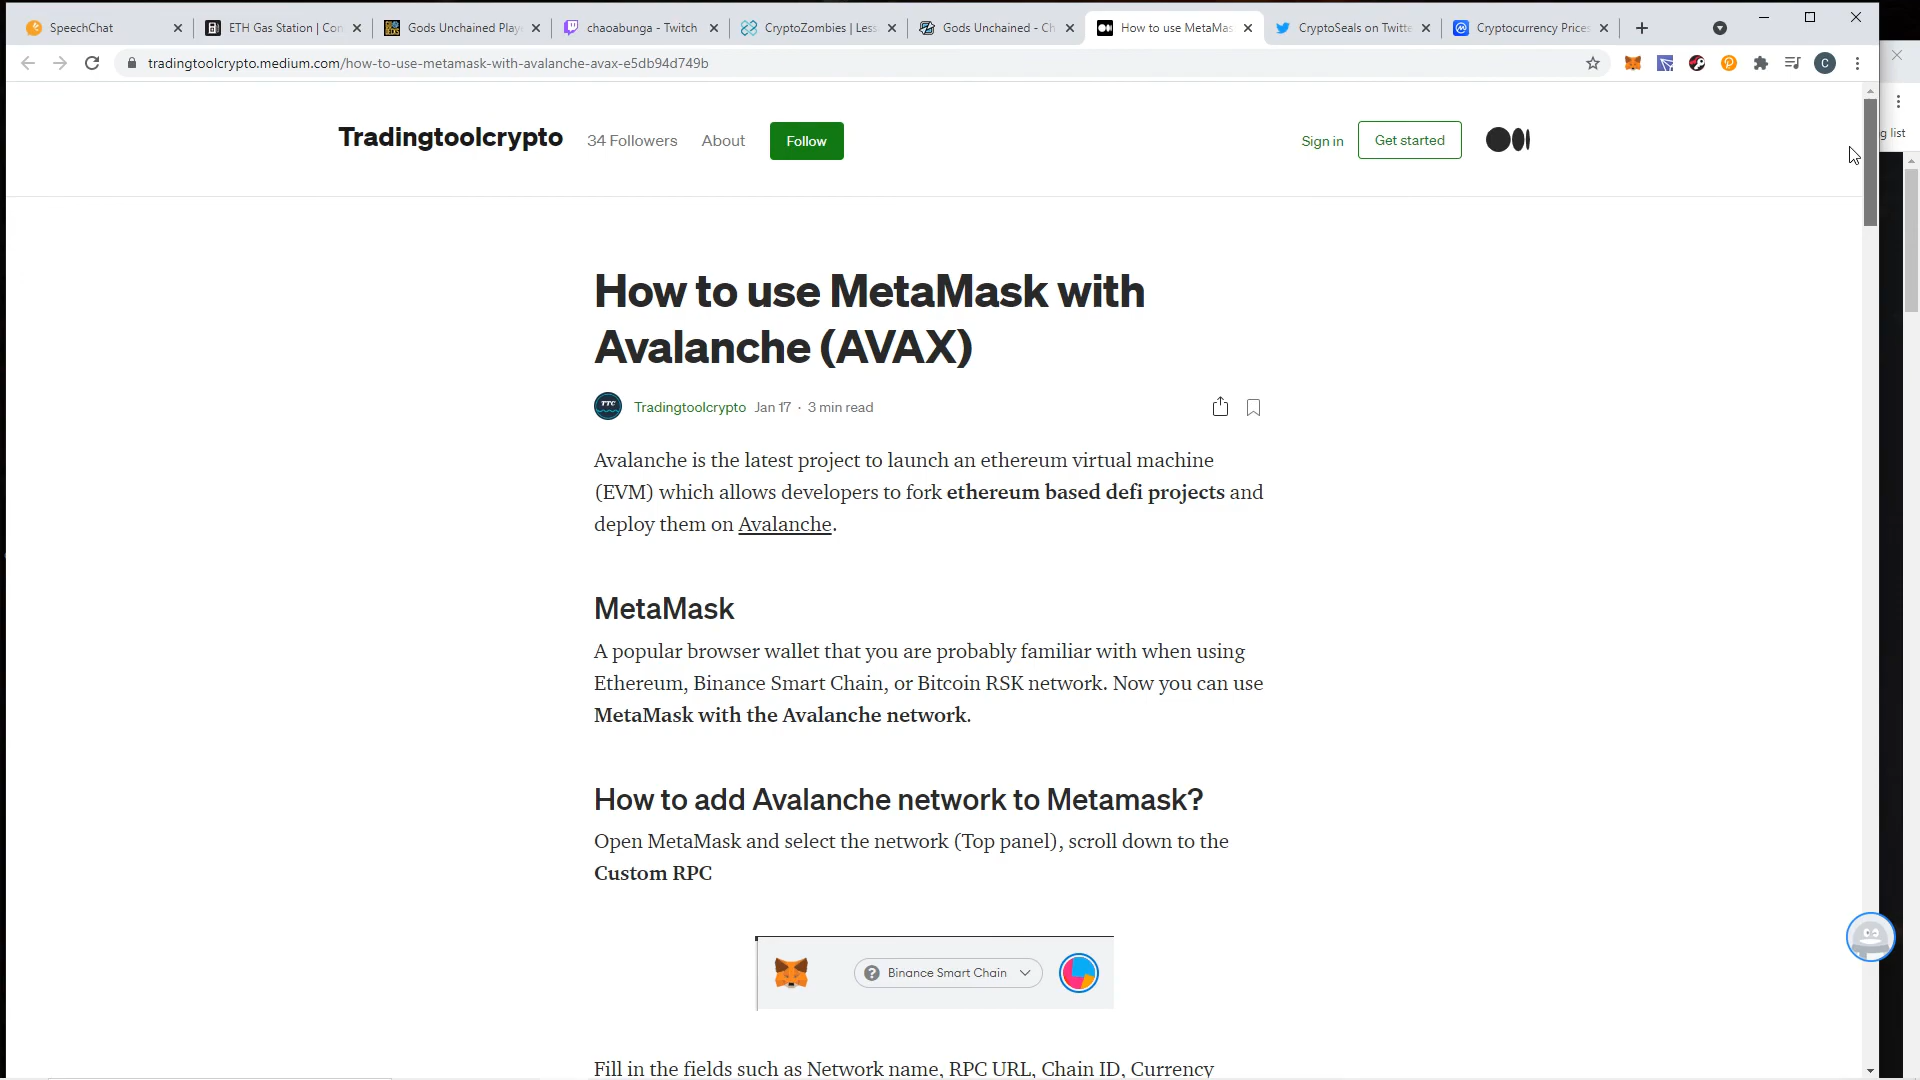 SpeechChat
ETH Gas Station | Con
Gods Unchained Play
chaoabunga - Twitch
CryptoZombies | Less
Gods Unchained - Ch
How to use MetaMas
CryptoSeals on Twitte
Cryptocurrency Prices
tradingtoolcrypto.medium.com/how-to-use-metamask-with-avalanche-avax-e5db94d749b
C
g list
Tradingtoolcrypto
34 Followers
About
Follow
Sign in
Get started
How to use MetaMask with
Avalanche (AVAX)
TTC
Tradingtoolcrypto Jan 17 · 3 min read
Avalanche is the latest project to launch an ethereum virtual machine
(EVM) which allows developers to fork ethereum based defi projects and
deploy them on Avalanche.
MetaMask
A popular browser wallet that you are probably familiar with when using
Ethereum, Binance Smart Chain, or Bitcoin RSK network. Now you can use
MetaMask with the Avalanche network.
How to add Avalanche network to Metamask?
Open MetaMask and select the network (Top panel), scroll down to the
Custom RPC
Binance Smart Chain
Fill in the fields such as Network name, RPC URL, Chain ID, Currency